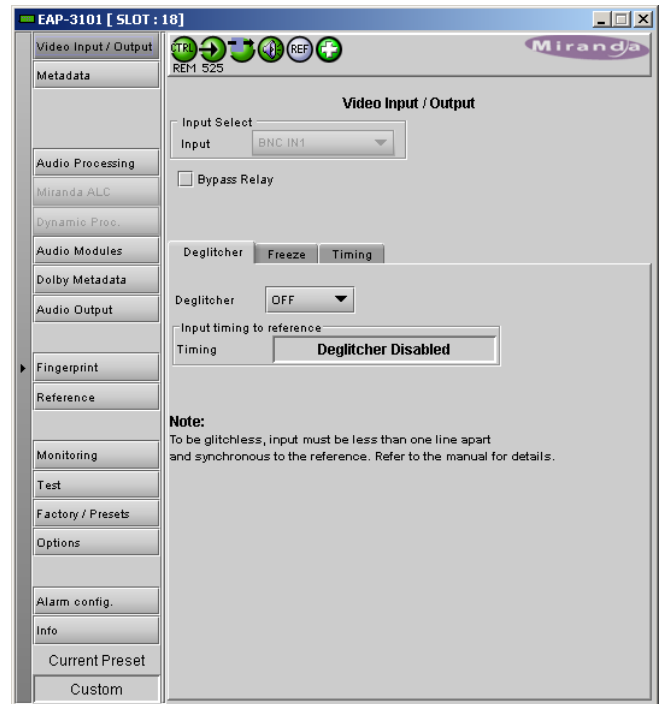 EAP-3101 [ SLOT : 18]
Video Input / Output
Metadata
Audio Processing
Miranda ALC
Dynamic Proc.
Audio Modules
Dolby Metadata
Audio Output
Fingerprint
Reference
Monitoring
Test
Factory / Presets
Options
Alarm config.
Info
Current Preset
Custom
CTRL
REF
REM 525
Miranda
Video Input / Output
Input Select
Input BNC IN1
Bypass Relay
Deglitcher Freeze Timing
Deglitcher OFF
Input timing to reference
Timing Deglitcher Disabled
Note:
To be glitchless, input must be less than one line apart
and synchronous to the reference. Refer to the manual for details.